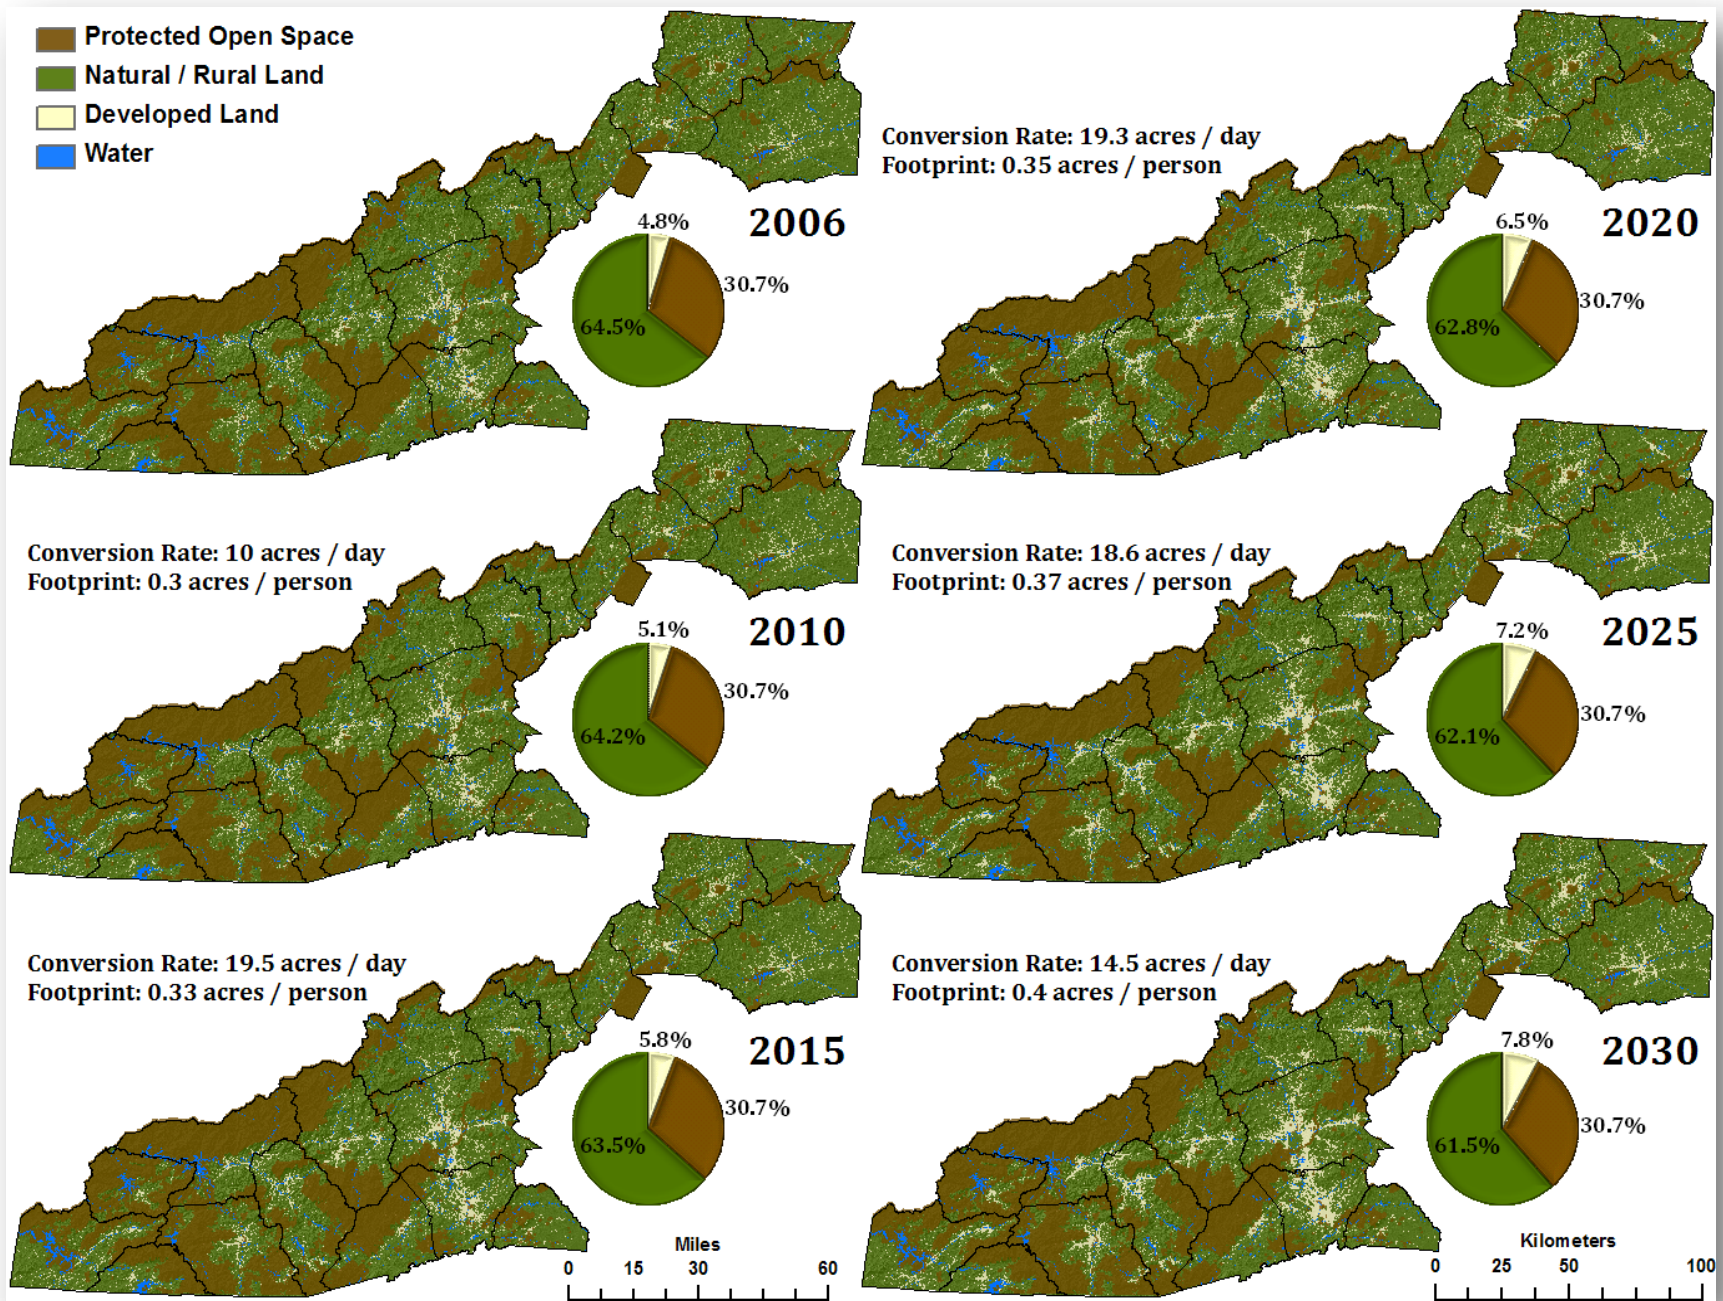 Protected Open Space
Natural / Rural Land
Developed Land
Water
4.8%
2006
30.7%
64.5%
Conversion Rate: 19.3 acres / day
Footprint: 0.35 acres / person
6.5%
2020
30.7%
62.8%
Conversion Rate: 10 acres / day
Footprint: 0.3 acres / person
5.1%
2010
30.7%
64.2%
Conversion Rate: 18.6 acres / day
Footprint: 0.37 acres / person
7.2%
2025
30.7%
62.1%
Conversion Rate: 19.5 acres / day
Footprint: 0.33 acres / person
5.8%
2015
30.7%
63.5%
Miles
0 15 30 60
Conversion Rate: 14.5 acres / day
Footprint: 0.4 acres / person
7.8%
2030
30.7%
61.5%
Kilometers
0 25 50 100